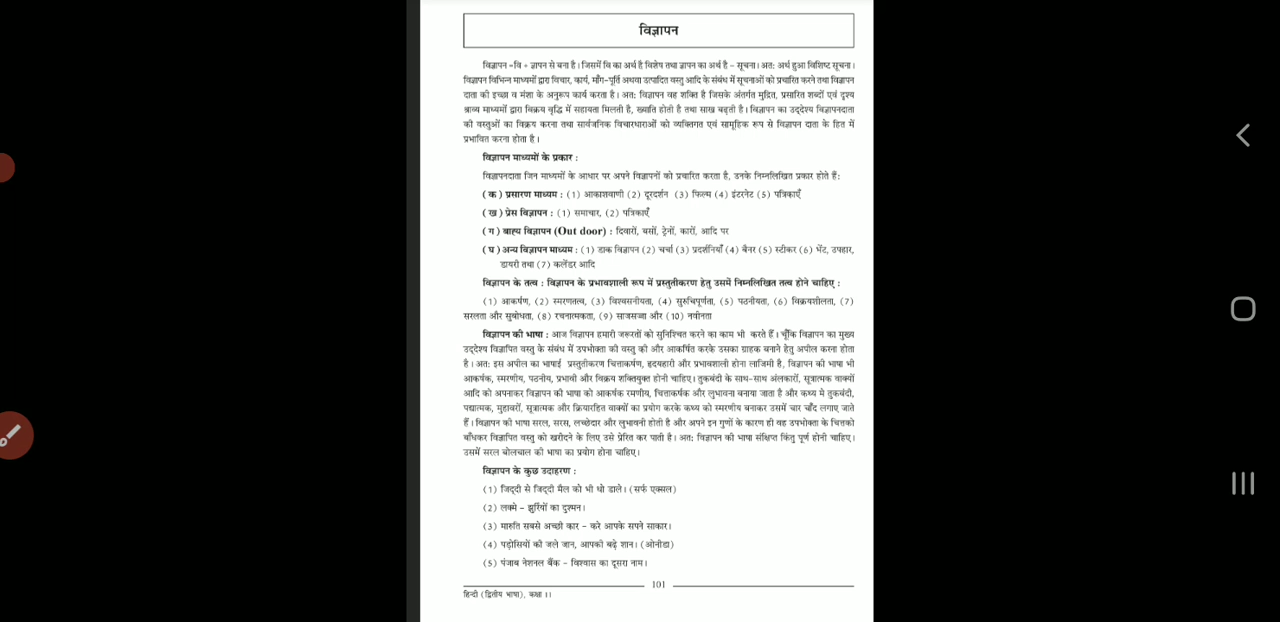 विज्ञापन
विज्ञापन =वि + ज्ञापन से बना है। जिसमें वि का अर्थ है विशेष तथा ज्ञापन का अर्थ है – सूचना। अत: अर्थ हुआ विशिष्ट सूचना।
विज्ञापन विभिन्न माध्यमों द्वारा विचार, कार्य, माँग-पूर्ति अथवा उत्पादित वस्तु आदि के संबंध में सूचनाओं को प्रचारित करने तथा विज्ञापन
दाता की इच्छा व मंशा के अनुरूप कार्य करता है। अत: विज्ञापन वह शक्ति है जिसके अंतर्गत मुद्रित, प्रसारित शब्दों एवं दृश्य
श्राव्य माध्यमों द्वारा विक्रय वृद्धि में सहायता मिलती है, ख्याति होती है तथा साख बढ़ती है। विज्ञापन का उद्देश्य विज्ञापनदाता
की वस्तुओं का विक्रय करना तथा सार्वजनिक विचारधाराओं को व्यक्तिगत एवं सामूहिक रूप से विज्ञापन दाता के हित में
प्रभावित करना होता है।
विज्ञापन माध्यमों के प्रकार :
विज्ञापनदाता जिन माध्यमों के आधार पर अपने विज्ञापनों को प्रचारित करता है, उनके निम्नलिखित प्रकार होते हैं:
(क) प्रसारण माध्यम : (1) आकाशवाणी (2) दूरदर्शन (3) फिल्म (4) इंटरनेट (5) पत्रिकाएँ
(ख) प्रेस विज्ञापन : (1) समाचार, (2) पत्रिकाएँ
(ग) बाह्य विज्ञापन (Out door) : दिवारों, बसों, ट्रेनों, कारों, आदि पर
(घ) अन्य विज्ञापन माध्यम : (1) डाक विज्ञापन (2) चर्चा (3) प्रदर्शनियाँ (4) बैनर (5) स्टीकर (6) भेंट, उपहार,
डायरी तथा (7) कलेंडर आदि
विज्ञापन के तत्व : विज्ञापन के प्रभावशाली रूप में प्रस्तुतीकरण हेतु उसमें निम्नलिखित तत्व होने चाहिए :
(1) आकर्षण, (2) स्मरणतत्व, (3) विश्वसनीयता, (4) सुरुचिपूर्णता, (5) पठनीयता, (6) विक्रयशीलता, (7)
सरलता और सुबोधता, (8) रचनात्मकता, (9) साजसज्जा और (10) नवीनता
विज्ञापन की भाषा : आज विज्ञापन हमारी जरूरतों को सुनिश्चित करने का काम भी करते हैं। चूँकि विज्ञापन का मुख्य
उद्देश्य विज्ञापित वस्तु के संबंध में उपभोक्ता की वस्तु की और आकर्षित करके उसका ग्राहक बनाने हेतु अपील करना होता
है। अत: इस अपील का भाषाई प्रस्तुतीकरण चित्ताकर्षण, हृदयहारी और प्रभावशाली होना लाजिमी है, विज्ञापन की भाषा भी
आकर्षक, स्मरणीय, पठनीय, प्रभावी और विक्रय शक्तियुक्त होनी चाहिए। तुकबंदी के साथ-साथ अंलकारों, सूत्रात्मक वाक्यों
आदि को अपनाकर विज्ञापन की भाषा को आकर्षक रमणीय, चित्ताकर्षक और लुभावना बनाया जाता है और कथ्य मे तुकबंदी,
पद्यात्मक, मुहावरों, सूत्रात्मक और क्रियारहित वाक्यों का प्रयोग करके कथ्य को स्मरणीय बनाकर उसमें चार चाँद लगाए जाते
हैं। विज्ञापन की भाषा सरल, सरस, लच्छेदार और लुभावनी होती है और अपने इन गुणों के कारण ही वह उपभोक्ता के चित्तको
बाँधकर विज्ञापित वस्तु को खरीदने के लिए उसे प्रेरित कर पाती है। अत: विज्ञापन की भाषा संक्षिप्त किंतु पूर्ण होनी चाहिए।
उसमें सरल बोलचाल की भाषा का प्रयोग होना चाहिए।
विज्ञापन के कुछ उदाहरण :
(1) जिद्दी से जिद्दी मैल को भी धो डाले। (सर्फ एक्सल)
(2) लक्मे – झुर्रियों का दुश्मन।
(3) मारुति सबसे अच्छी कार – करे आपके सपने साकार।
(4) पड़ोसियों की जले जान, आपकी बढ़े शान। (ओनीडा)
(5) पंजाब नेशनल बैंक – विश्वास का दूसरा नाम।
101
हिन्दी (द्वितीय भाषा), कक्षा 11